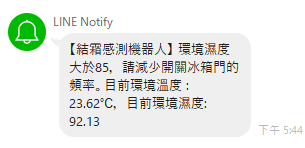 LINE Notify
【結霜感測機器人】環境濕度
大於85，請減少開關冰箱門的
頻率。目前環境溫度：
23.62℃，目前環境濕度:
92.13
下午 5:44